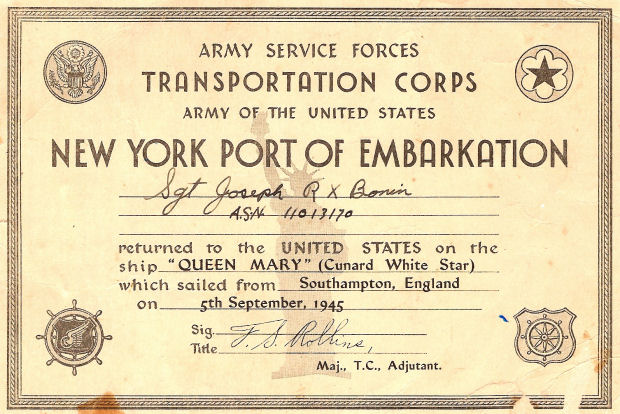 ARMY SERVICE FORCES
TRANSPORTATION CORPS
ARMY OF THE UNITED STATES
NEW YORK PORT OF EMBARKATION
Sgt Joseph R X Bonin
A.S.N 11013170
returned to the UNITED STATES on the
ship "QUEEN MARY" (Cunard White Star)
which sailed from Southampton, England
on 5th September, 1945
Sig. F. S. Rollins,
Title
Maj., T.C., Adjutant.